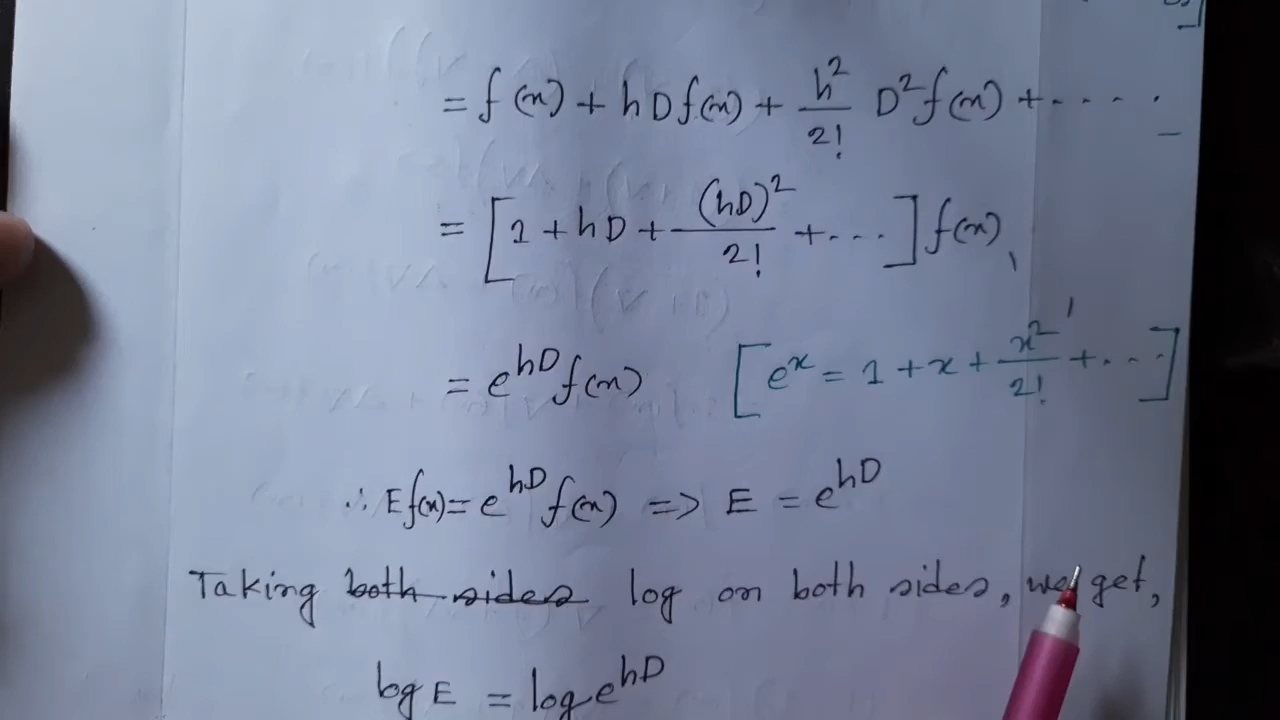 = f(x) + hDf(x) + h²/2! D²f(x) + .....
= [1 + hD + (hD)²/2! + ...] f(x),
= e^{hD} f(x) [e^x = 1 + x + x²/2! + ...]
∴ Ef(x) = e^{hD} f(x) => E = e^{hD}
Taking ~~both sides~~ log on both sides, we get,
log E = log e^{hD}